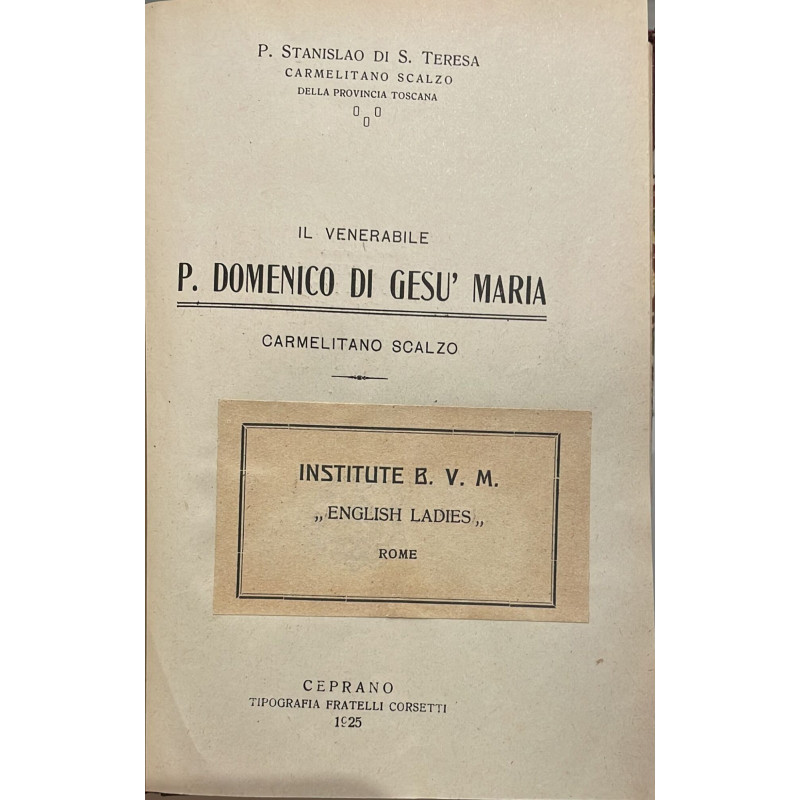 P. STANISLAO DI S. TERESA
CARMELITANO SCALZO
DELLA PROVINCIA TOSCANA
IL VENERABILE
P. DOMENICO DI GESU' MARIA
CARMELITANO SCALZO
INSTITUTE B. V. M.
„ENGLISH LADIES„
ROME
CEPRANO
TIPOGRAFIA FRATELLI CORSETTI
1925